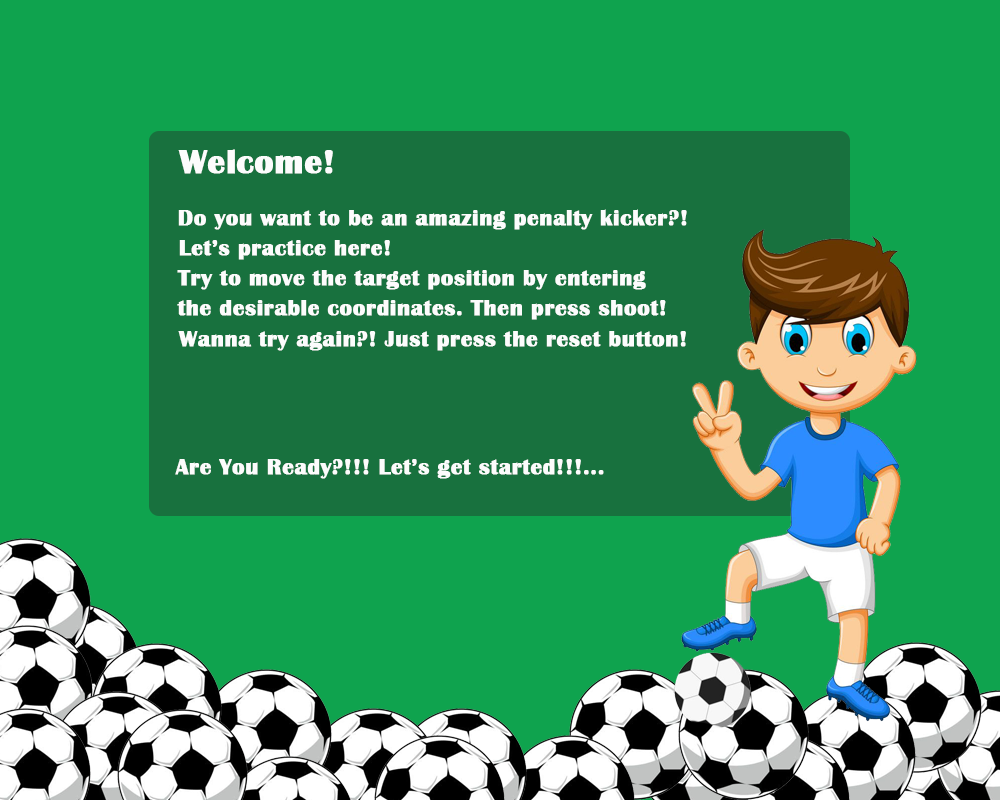 Welcome!
Do you want to be an amazing penalty kicker?!
Let's practice here!
Try to move the target position by entering
the desirable coordinates. Then press shoot!
Wanna try again?! Just press the reset button!
Are You Ready?!!! Let's get started!!!...